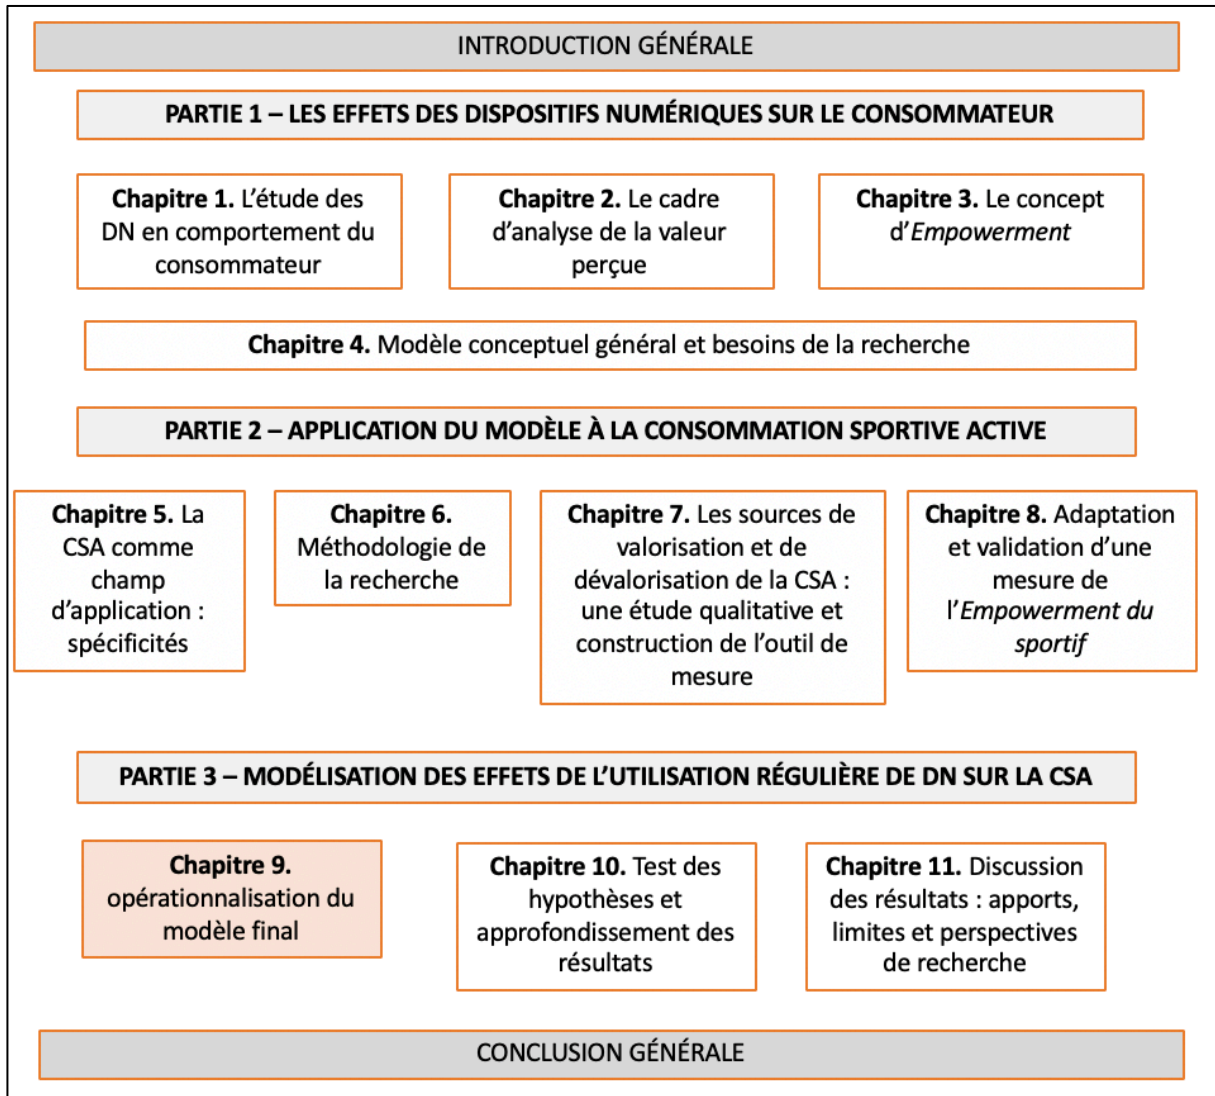 INTRODUCTION GÉNÉRALE
PARTIE 1 – LES EFFETS DES DISPOSITIFS NUMÉRIQUES SUR LE CONSOMMATEUR
Chapitre 1. L’étude des
DN en comportement du
consommateur
Chapitre 2. Le cadre
d’analyse de la valeur
perçue
Chapitre 3. Le concept
d’Empowerment
Chapitre 4. Modèle conceptuel général et besoins de la recherche
PARTIE 2 – APPLICATION DU MODÈLE À LA CONSOMMATION SPORTIVE ACTIVE
Chapitre 5. La
CSA comme
champ
d’application :
spécificités
Chapitre 6.
Méthodologie de
la recherche
Chapitre 7. Les sources de
valorisation et de
dévalorisation de la CSA :
une étude qualitative et
construction de l’outil de
mesure
Chapitre 8. Adaptation
et validation d’une
mesure de
l’Empowerment du
sportif
PARTIE 3 – MODÉLISATION DES EFFETS DE L’UTILISATION RÉGULIÈRE DE DN SUR LA CSA
Chapitre 9.
opérationnalisation du
modèle final
Chapitre 10. Test des
hypothèses et
approfondissement des
résultats
Chapitre 11. Discussion
des résultats : apports,
limites et perspectives
de recherche
CONCLUSION GÉNÉRALE